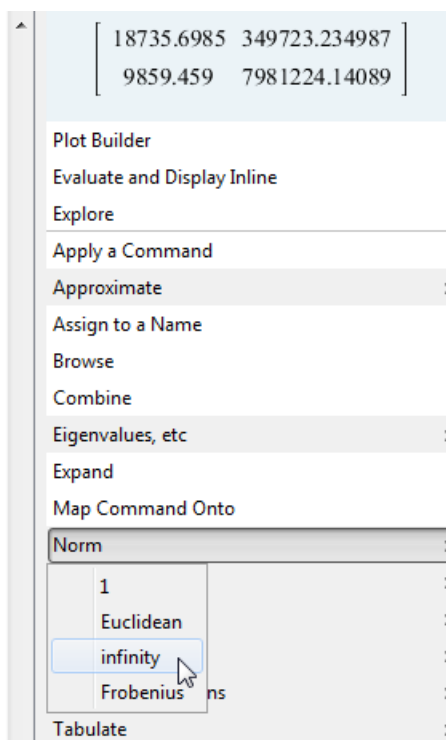 18735.6985 349723.234987
9859.459 7981224.14089
Plot Builder
Evaluate and Display Inline
Explore
Apply a Command
Approximate
Assign to a Name
Browse
Combine
Eigenvalues, etc
Expand
Map Command Onto
Norm
1
Euclidean
infinity
Frobenius ns
Tabulate